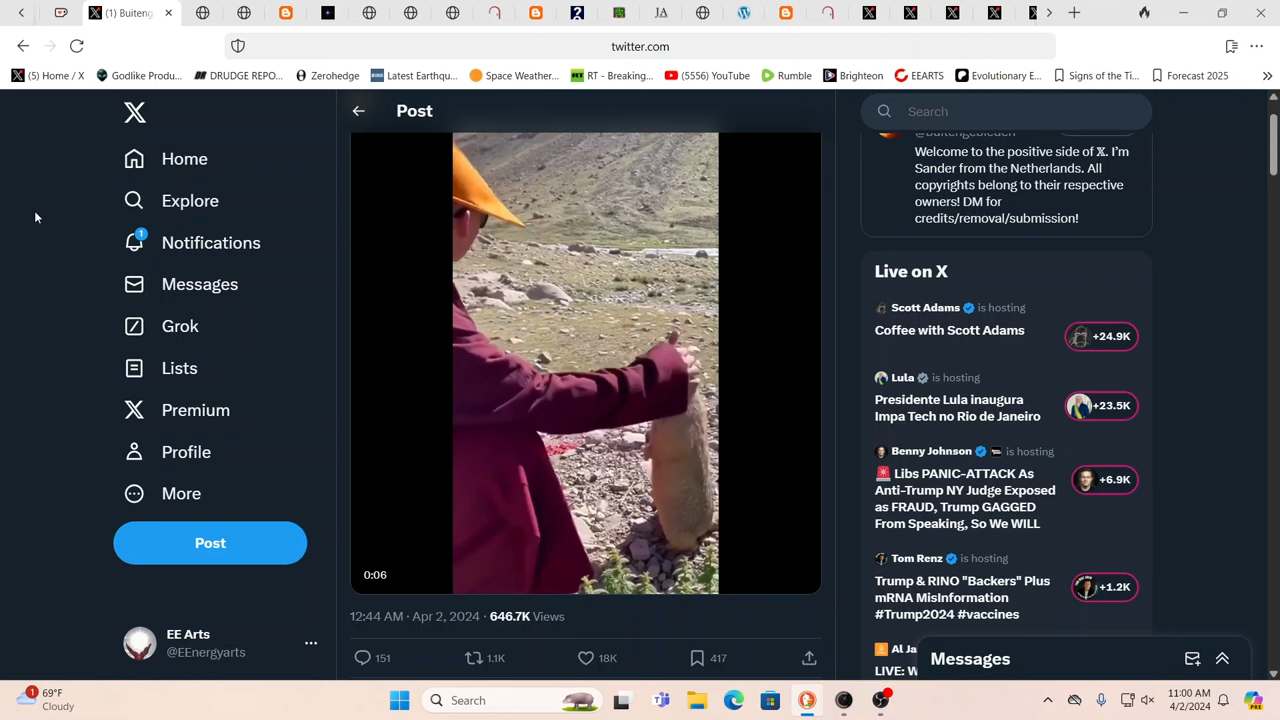 (1) Buiteng
JA
twitter.com
(5) Home / X
Godlike Produ...
DRUDGE REPO...
Zerohedge
Latest Earthqu...
Space Weather...
RT - Breaking...
(5556) YouTube
Rumble
Brighteon
EEARTS
Evolutionary E...
Signs of the Ti...
Forecast 2025
Home
Explore
1
Notifications
Messages
Grok
Lists
Premium
Profile
More
Post
EE Arts
@EEnergyarts
Post
0:06
12:44 AM · Apr 2, 2024 · 646.7K Views
151
1.1K
18K
417
Search
@buitengebieden
Welcome to the positive side of 𝕏. I'm
Sander from the Netherlands. All
copyrights belong to their respective
owners! DM for
credits/removal/submission!
Live on X
Scott Adams is hosting
Coffee with Scott Adams
+24.9K
Lula is hosting
Presidente Lula inaugura
Impa Tech no Rio de Janeiro
+23.5K
Benny Johnson is hosting
🚨 Libs PANIC-ATTACK As
Anti-Trump NY Judge Exposed
as FRAUD, Trump GAGGED
From Speaking, So We WILL
+6.9K
Tom Renz is hosting
Trump & RINO "Backers" Plus
mRNA MisInformation
#Trump2024 #vaccines
+1.2K
Al Ja
LIVE: W
Messages
1
69°F
Cloudy
Search
11:00 AM
4/2/2024
PRE